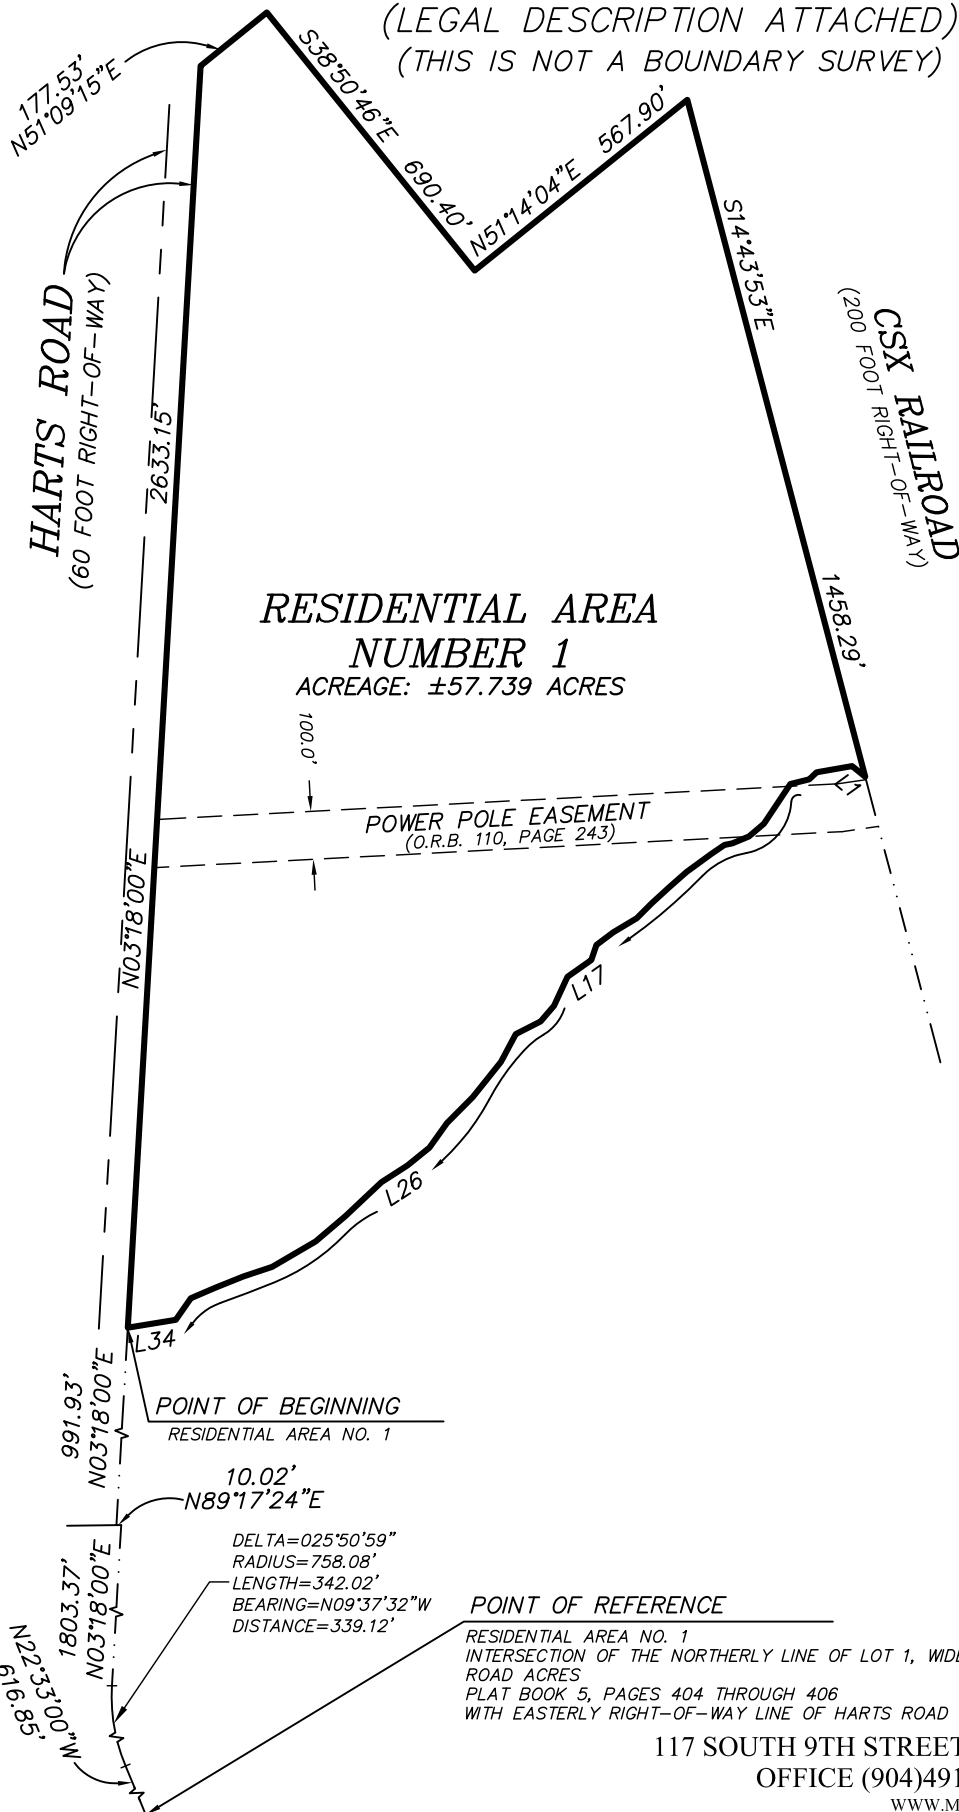 (LEGAL DESCRIPTION ATTACHED)
(THIS IS NOT A BOUNDARY SURVEY)
177.53'
N51°09'15"E
S38°50'46"E 690.40'
N51°14'04"E 567.90'
S14°43'53"E 1458.29'
HARTS ROAD
(60 FOOT RIGHT-OF-WAY)
CSX RAILROAD
(200 FOOT RIGHT-OF-WAY)
N03°18'00"E 2633.15'
RESIDENTIAL AREA
NUMBER 1
ACREAGE: ±57.739 ACRES
100.0'
POWER POLE EASEMENT
(O.R.B. 110, PAGE 243)
L1
L17
L26
L34
991.93'
N03°18'00"E
POINT OF BEGINNING
RESIDENTIAL AREA NO. 1
10.02'
N89°17'24"E
DELTA=025°50'59"
RADIUS=758.08'
LENGTH=342.02'
BEARING=N09°37'32"W
DISTANCE=339.12'
1803.37'
N03°18'00"E
N22°33'00"W
616.85'
POINT OF REFERENCE
RESIDENTIAL AREA NO. 1
INTERSECTION OF THE NORTHERLY LINE OF LOT 1,
ROAD ACRES
PLAT BOOK 5, PAGES 404 THROUGH 406
WITH EASTERLY RIGHT-OF-WAY LINE OF HARTS ROAD
117 SOUTH 9TH STREET
OFFICE (904)491
WWW.M